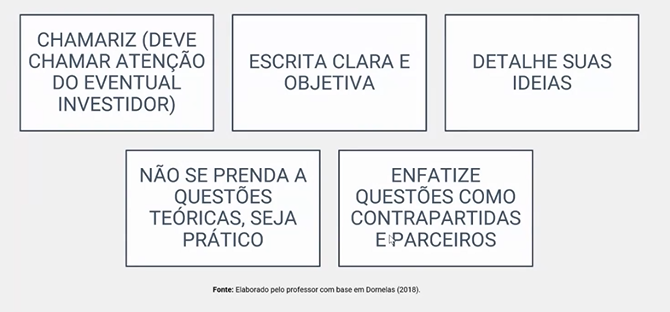 CHAMARIZ (DEVE
CHAMAR ATENÇÃO
DO EVENTUAL
INVESTIDOR)
ESCRITA CLARA E
OBJETIVA
DETALHE SUAS
IDEIAS
NÃO SE PRENDA A
QUESTÕES
TEÓRICAS, SEJA
PRÁTICO
ENFATIZE
QUESTÕES COMO
CONTRAPARTIDAS
E PARCEIROS
Fonte: Elaborado pelo professor com base em Dornelas (2018).